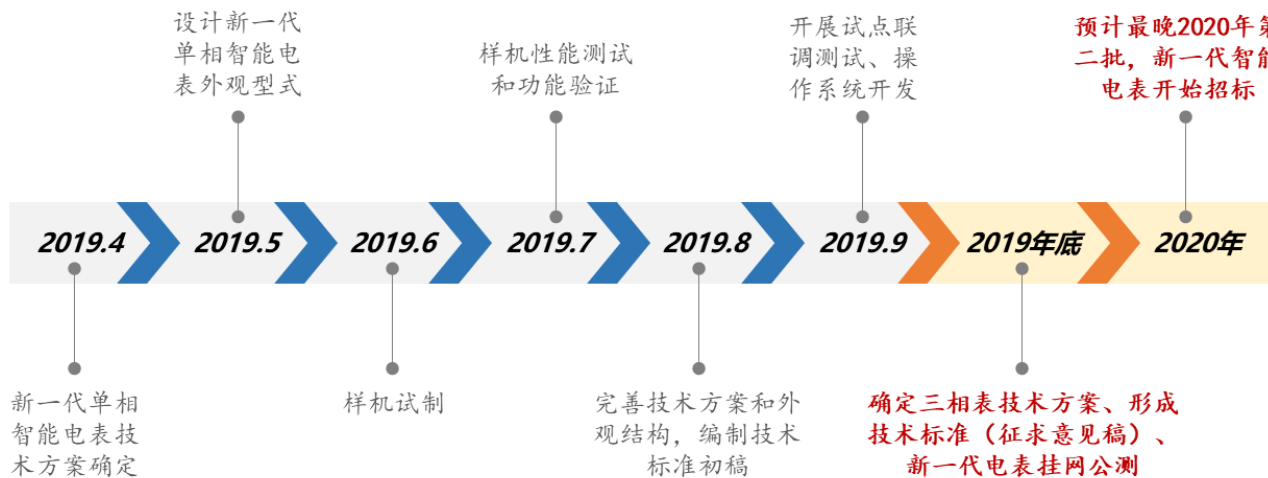 设计新一代
单相智能电
表外观型式
样机性能测试
和功能验证
开展试点联
调测试、操
作系统开发
预计最晚2020年第
二批，新一代智能
电表开始招标
2019.4
2019.5
2019.6
2019.7
2019.8
2019.9
2019年底
2020年
新一代单相
智能电表技
术方案确定
样机试制
完善技术方案和外
观结构，编制技术
标准初稿
确定三相表技术方案、形成
技术标准（征求意见稿）、
新一代电表挂网公测